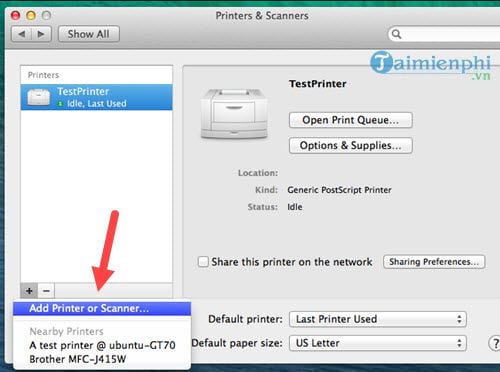 Printers & Scanners
Show All
Taimienphi
.vn
Printers
TestPrinter
Idle, Last Used
TestPrinter
Open Print Queue...
Options & Supplies...
Location:
Kind: Generic PostScript Printer
Status: Idle
Share this printer on the network
Sharing Preferences...
+ −
Add Printer or Scanner...
Nearby Printers
A test printer @ ubuntu-GT70
Brother MFC-J415W
Default printer: Last Printer Used
Default paper size: US Letter
?